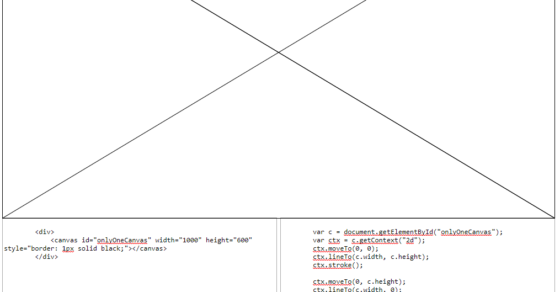 <div>
<canvas id="onlyOneCanvas" width="1000" height="600"
style="border: 1px solid black;"></canvas>
</div>
var c = document.getElementById("onlyOneCanvas");
var ctx = c.getContext("2d");
ctx.moveTo(0, 0);
ctx.lineTo(c.width, c.height);
ctx.stroke();
ctx.moveTo(0, c.height);
ctx.lineTo(c.width, 0);